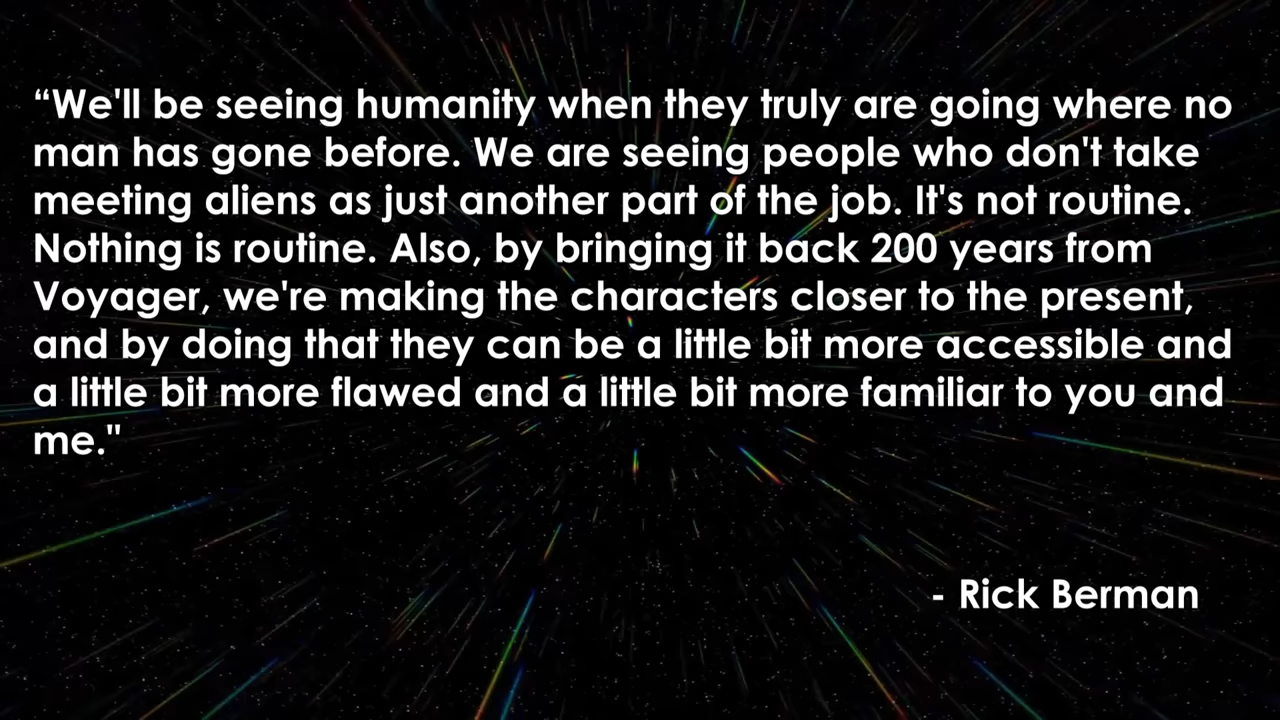 “We'll be seeing humanity when they truly are going where no
man has gone before. We are seeing people who don't take
meeting aliens as just another part of the job. It's not routine.
Nothing is routine. Also, by bringing it back 200 years from
Voyager, we're making the characters closer to the present,
and by doing that they can be a little bit more accessible and
a little bit more flawed and a little bit more familiar to you and
me."
- Rick Berman